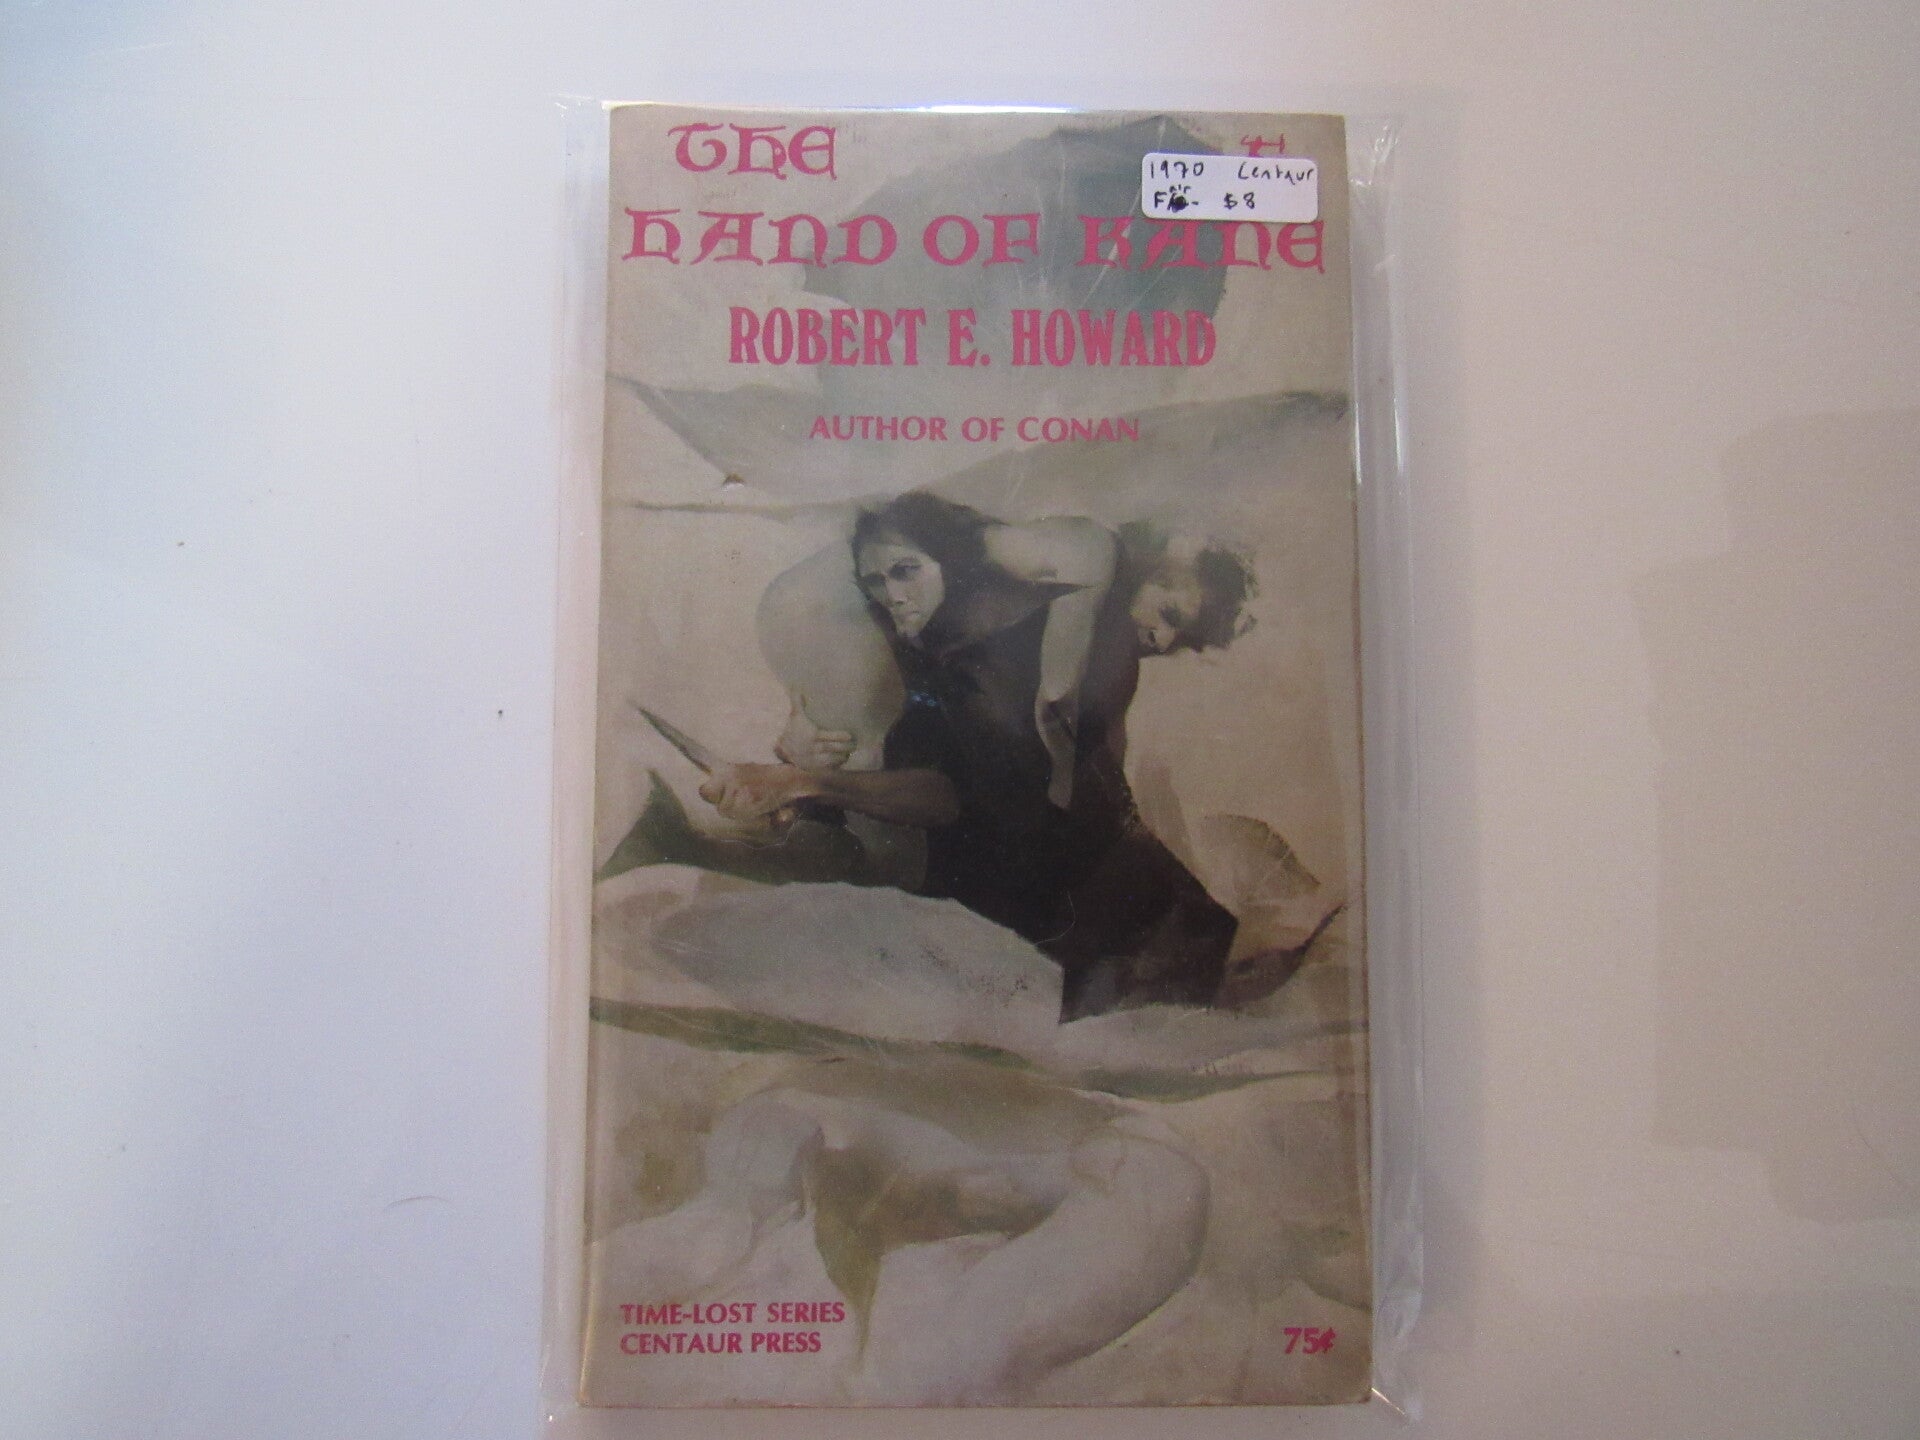 THE
1970 Centaur
Fair- $8
HAND OF KANE
ROBERT E. HOWARD
AUTHOR OF CONAN
TIME-LOST SERIES
CENTAUR PRESS
75¢